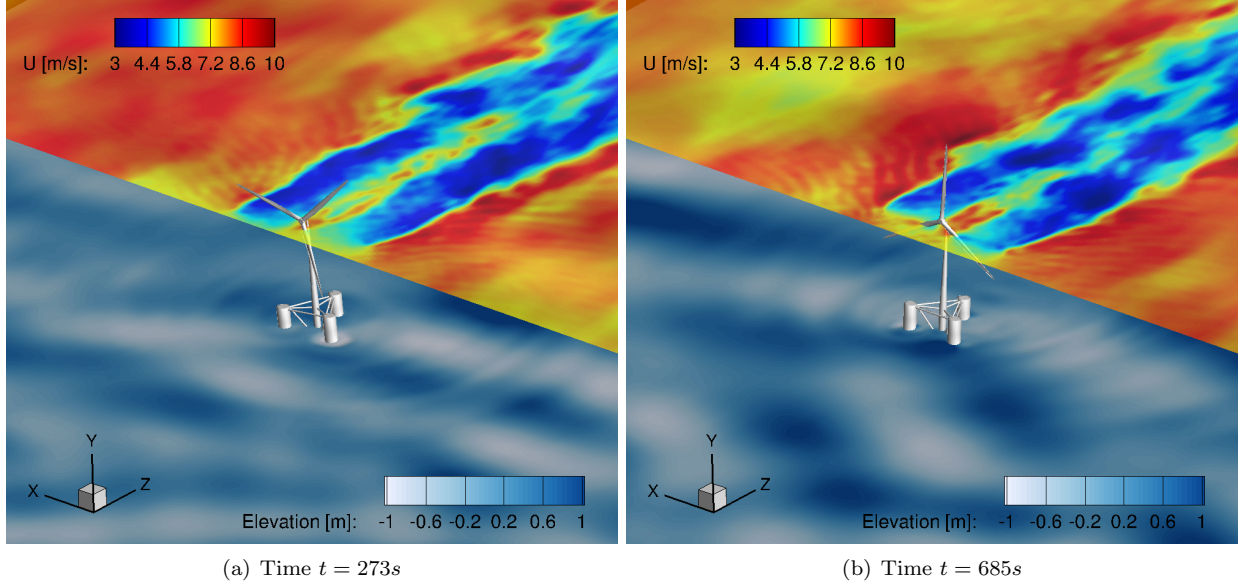 U [m/s]: 3 4.4 5.8 7.2 8.6 10
Y
X
Z
Elevation [m]: -1 -0.6 -0.2 0.2 0.6 1
(a) Time t = 273s
U [m/s]: 3 4.4 5.8 7.2 8.6 10
Y
X
Z
Elevation [m]: -1 -0.6 -0.2 0.2 0.6 1
(b) Time t = 685s